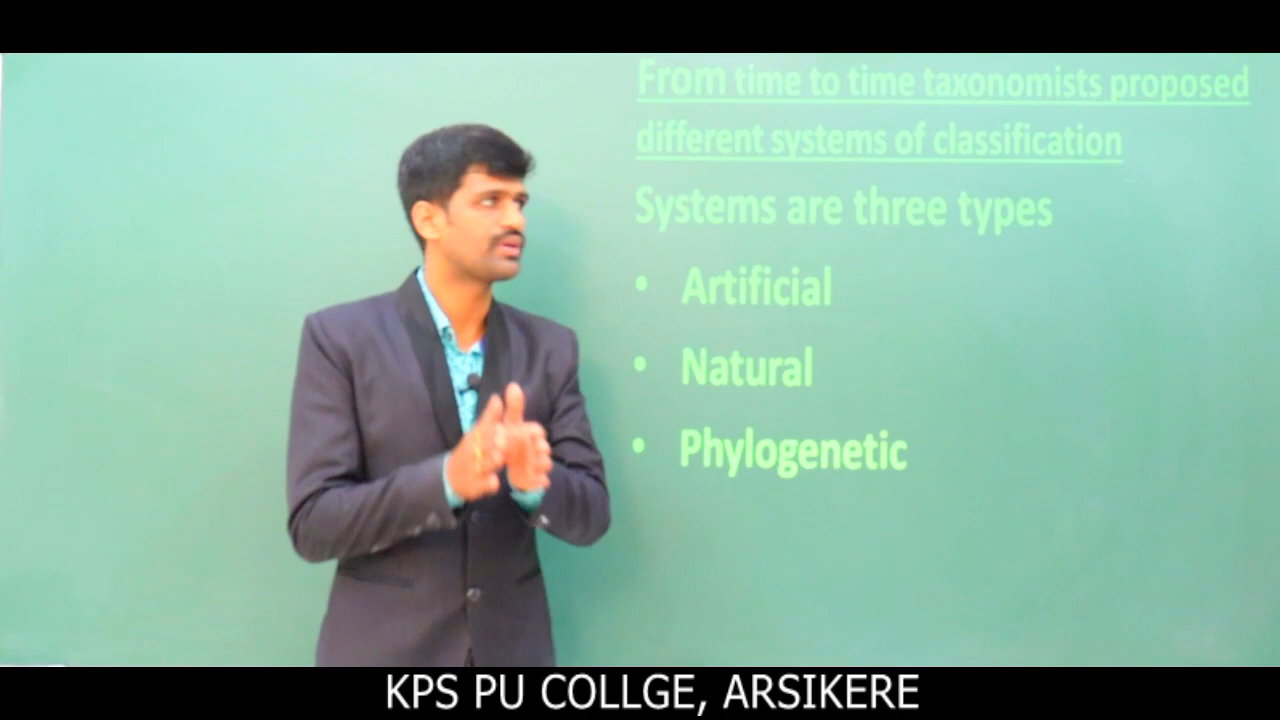 From time to time taxonomists proposed
different systems of classification
Systems are three types
• Artificial
• Natural
• Phylogenetic
KPS PU COLLGE, ARSIKERE